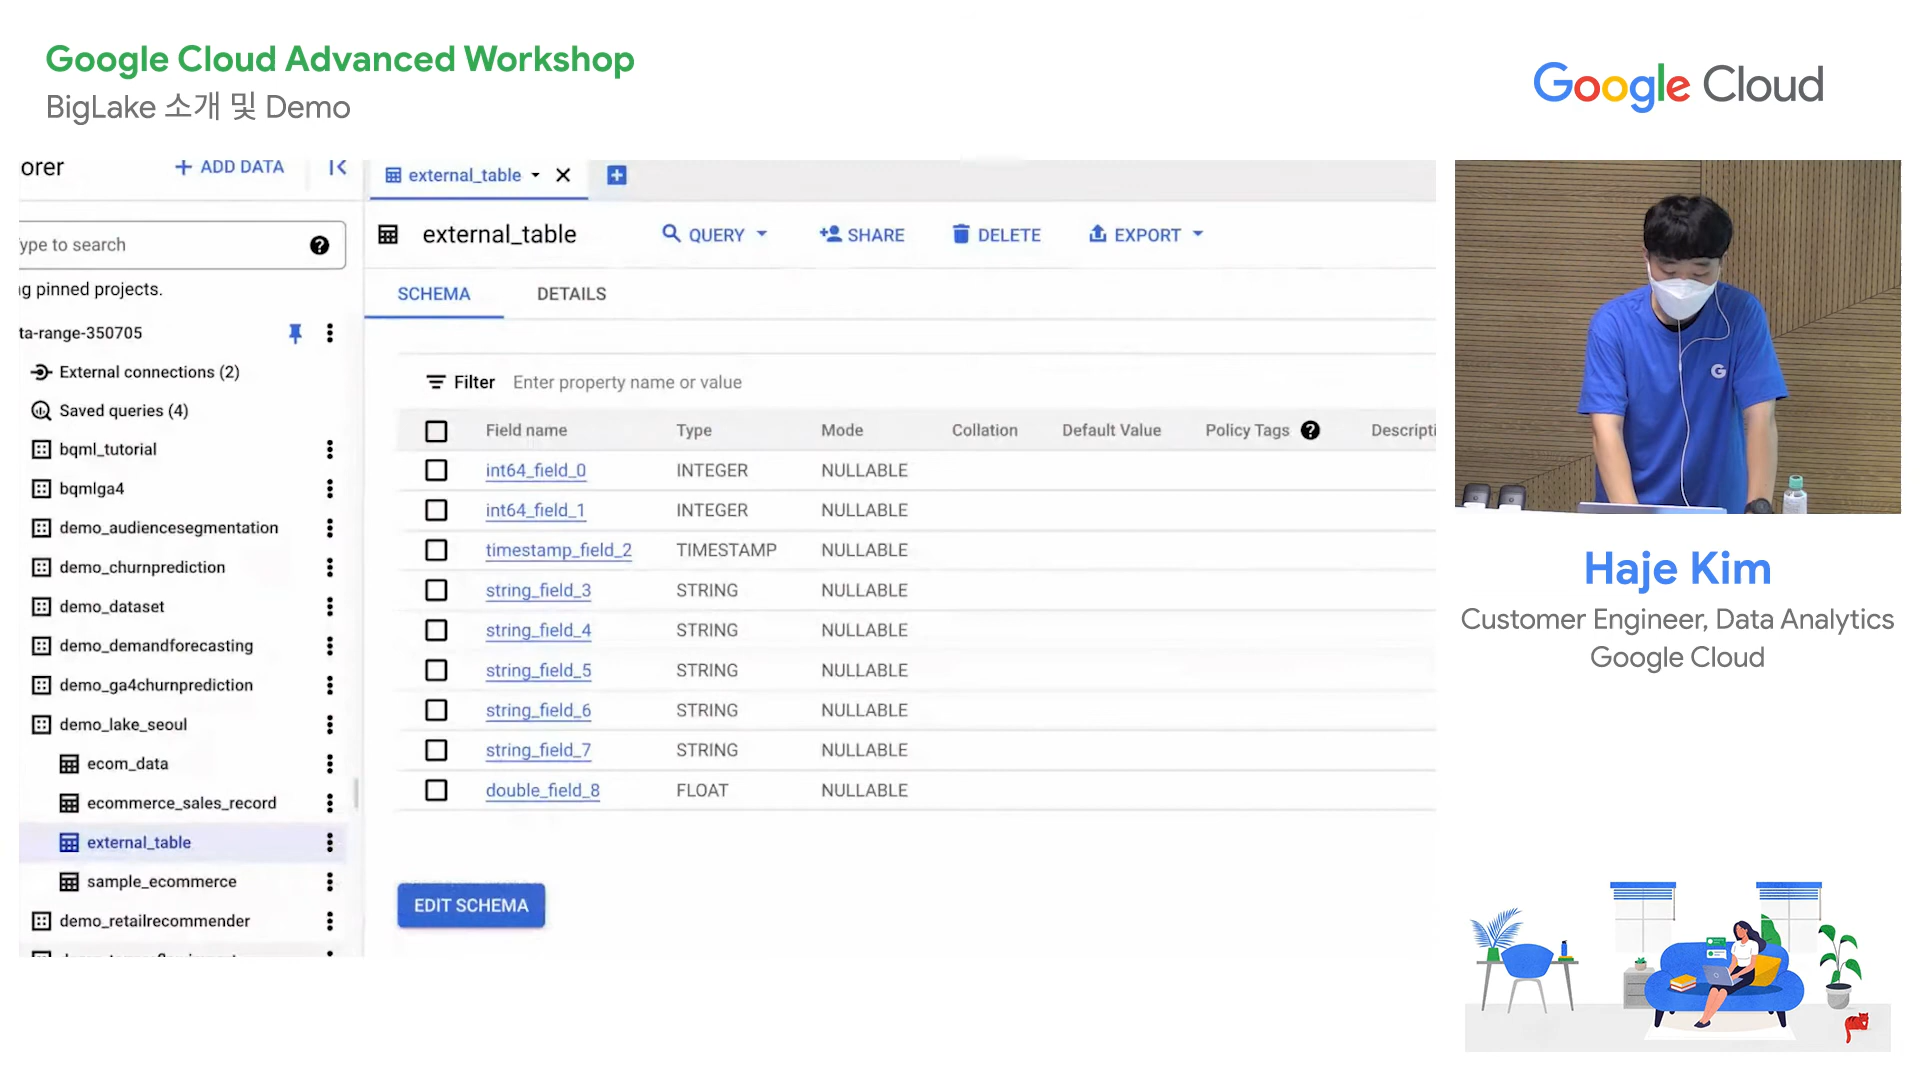 Google Cloud Advanced Workshop
BigLake 소개 및 Demo
Google Cloud
orer
ADD DATA
ype to search
g pinned projects.
ta-range-350705
External connections (2)
Saved queries (4)
bqml_tutorial
bqmlga4
demo_audiencesegmentation
demo_churnprediction
demo_dataset
demo_demandforecasting
demo_ga4churnprediction
demo_lake_seoul
ecom_data
ecommerce_sales_record
external_table
sample_ecommerce
demo_retailrecommender
external_table
external_table QUERY SHARE DELETE EXPORT
SCHEMA DETAILS
Filter Enter property name or value
Field name Type Mode Collation Default Value Policy Tags Descripti
int64_field_0 INTEGER NULLABLE
int64_field_1 INTEGER NULLABLE
timestamp_field_2 TIMESTAMP NULLABLE
string_field_3 STRING NULLABLE
string_field_4 STRING NULLABLE
string_field_5 STRING NULLABLE
string_field_6 STRING NULLABLE
string_field_7 STRING NULLABLE
double_field_8 FLOAT NULLABLE
EDIT SCHEMA
G
Haje Kim
Customer Engineer, Data Analytics
Google Cloud